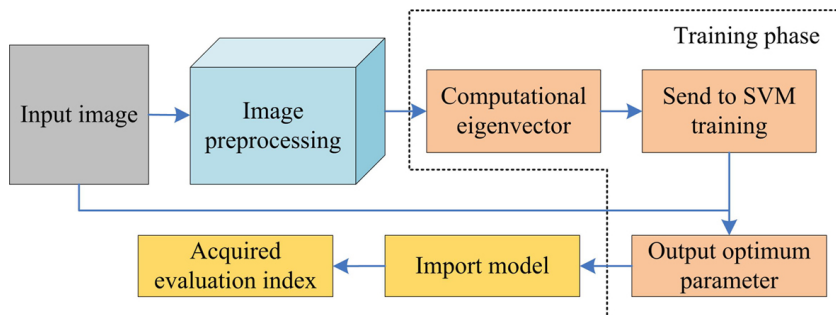 Training phase
Input image
Image
preprocessing
Computational
eigenvector
Send to SVM
training
Acquired
evaluation index
Import model
Output optimum
parameter